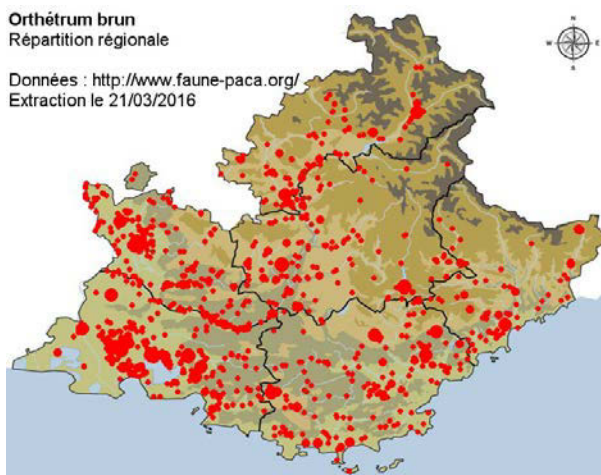 Orthétrum brun
Répartition régionale
Données : http://www.faune-paca.org/
Extraction le 21/03/2016
N
W E
S